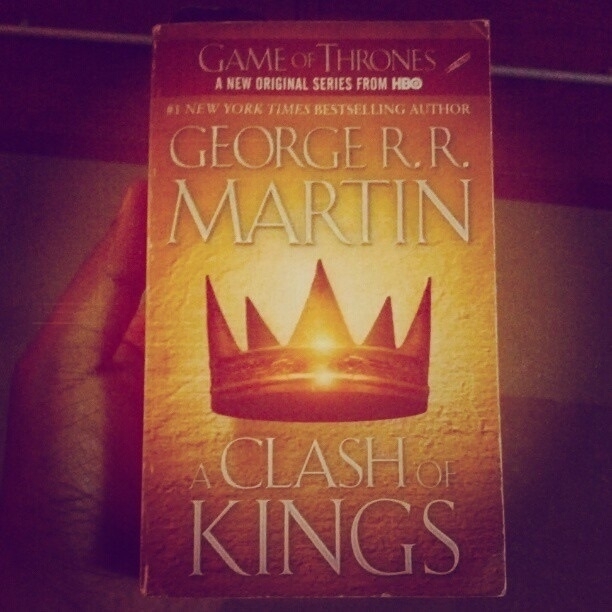 GAME OF THRONES
A NEW ORIGINAL SERIES FROM HBO
#1 NEW YORK TIMES BESTSELLING AUTHOR
GEORGE R. R.
MARTIN
A CLASH OF
KINGS